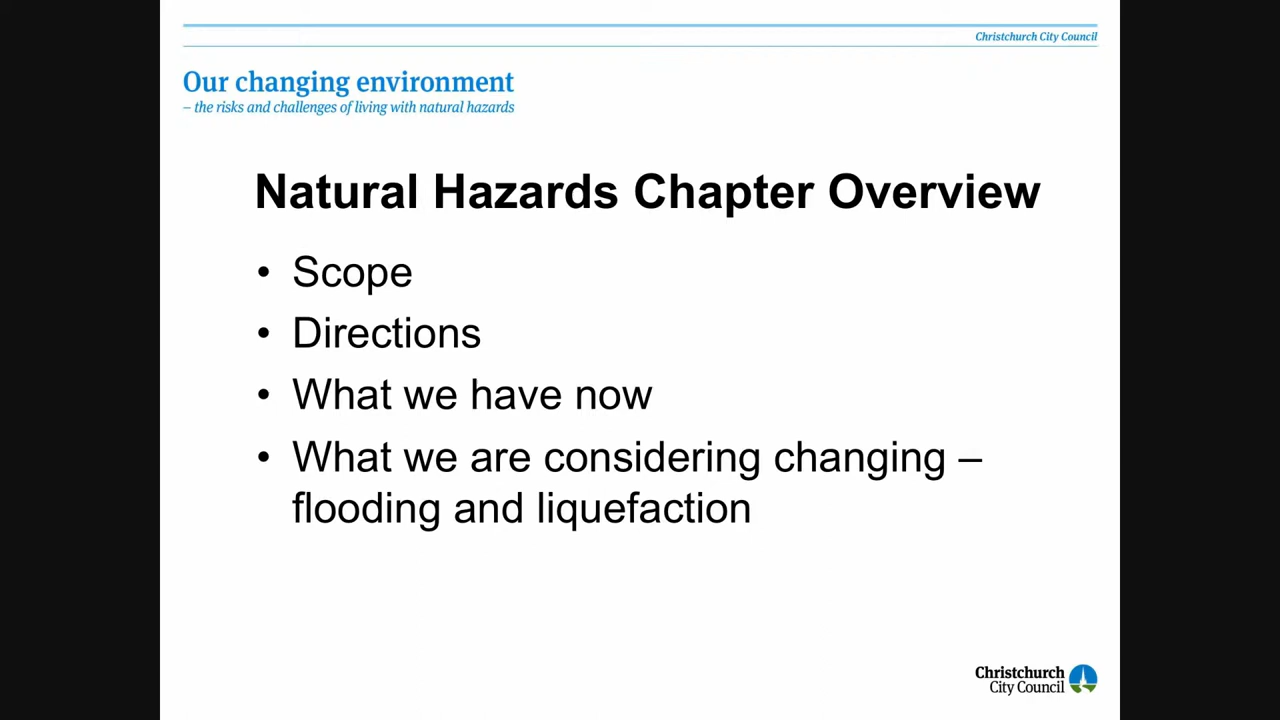 Christchurch City Council
Our changing environment
– the risks and challenges of living with natural hazards
Natural Hazards Chapter Overview
• Scope
• Directions
• What we have now
• What we are considering changing –
flooding and liquefaction
Christchurch
City Council